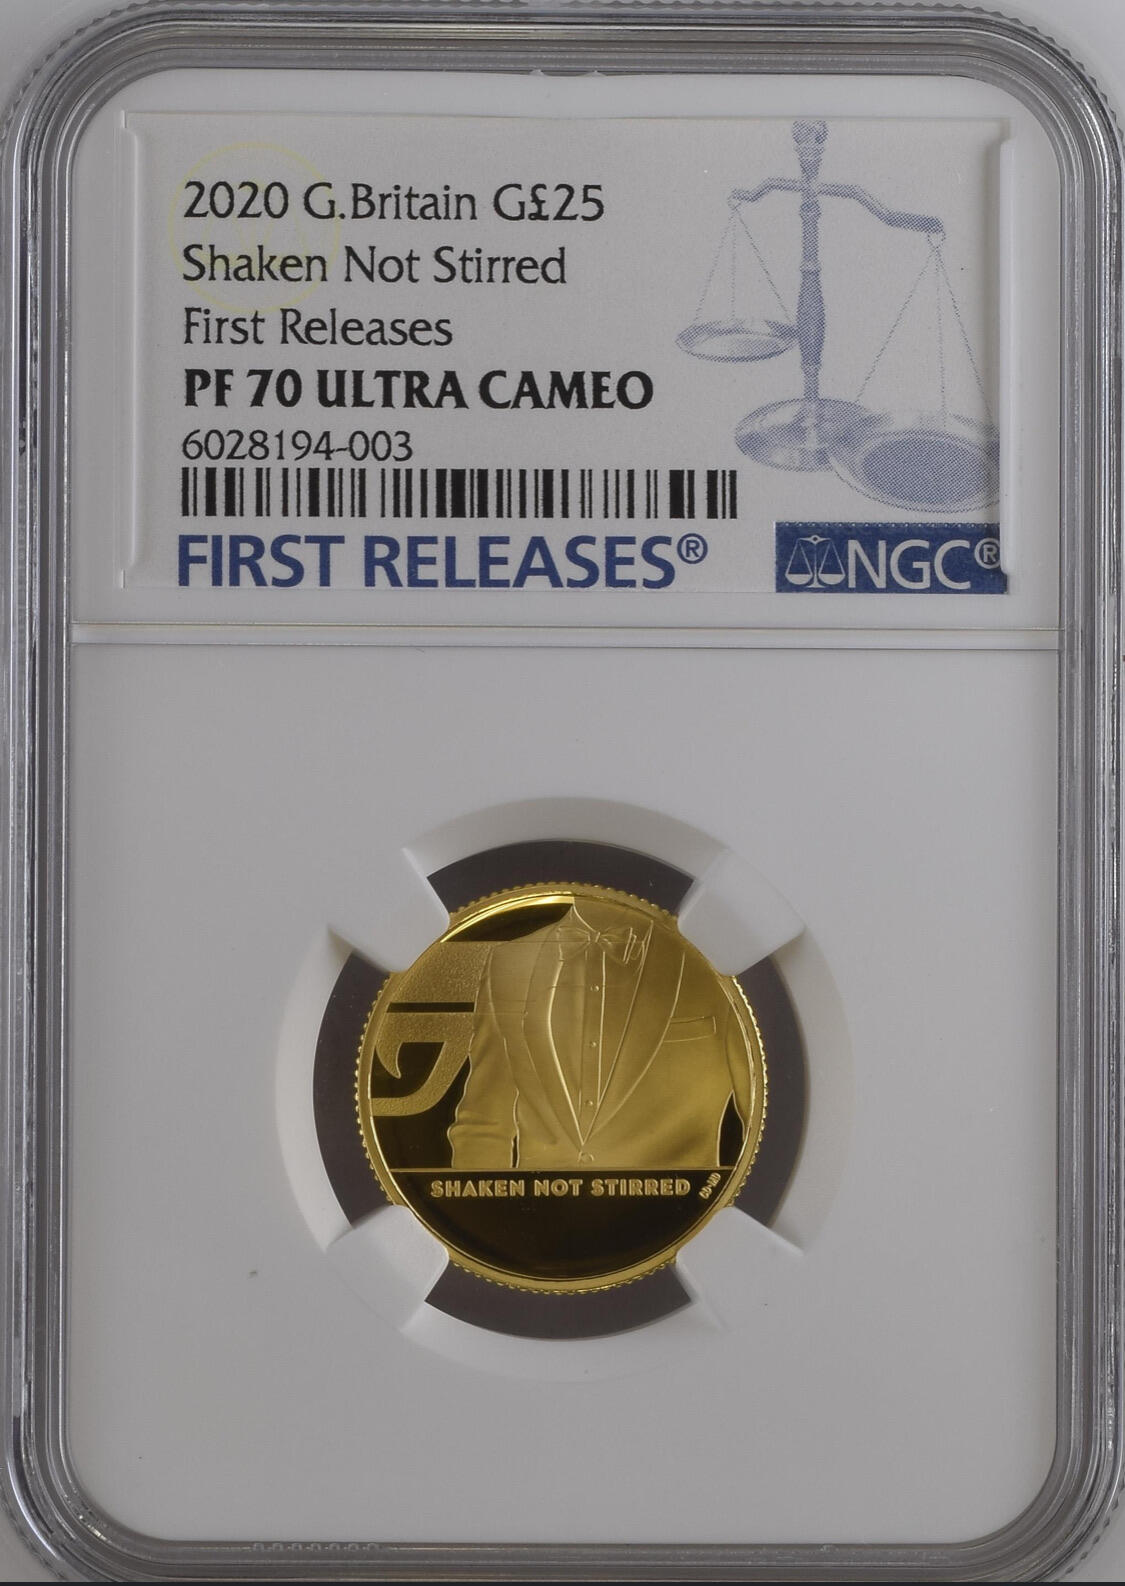 2020 G.Britain G£25
Shaken Not Stirred
First Releases
PF 70 ULTRA CAMEO
6028194-003
FIRST RELEASES®
NGC®
SHAKEN NOT STIRRED